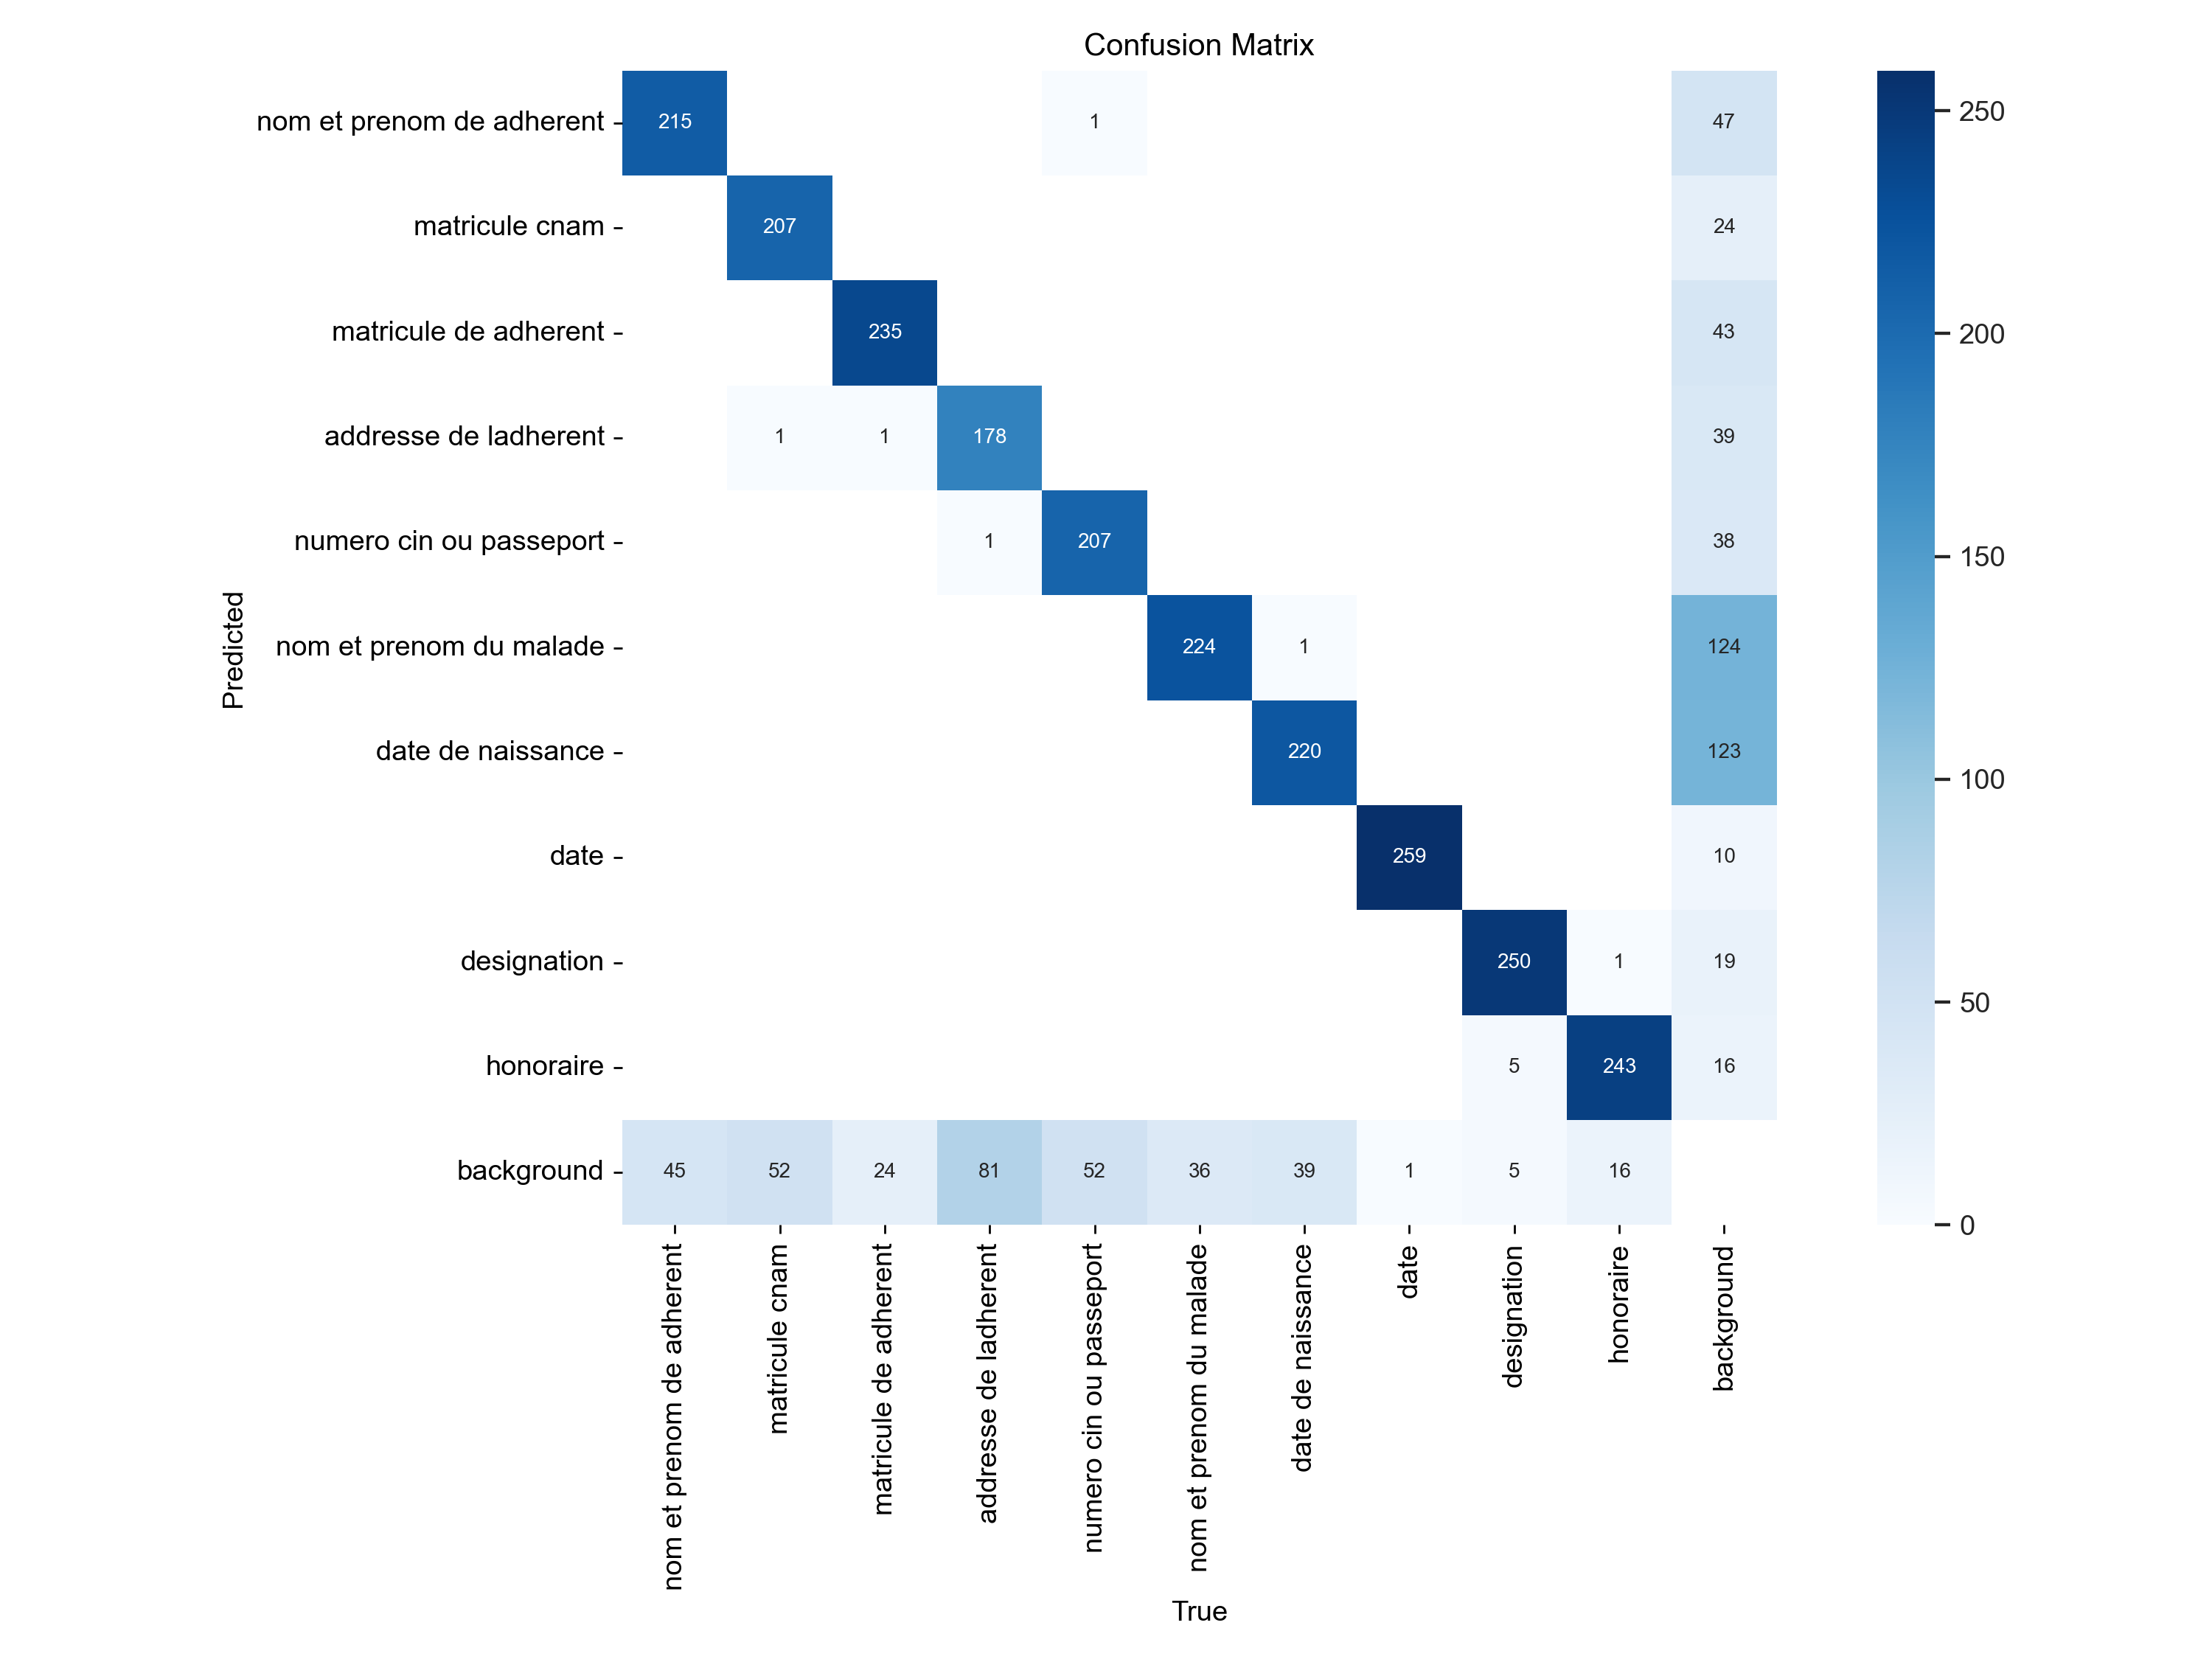 Confusion Matrix
nom et prenom de adherent 215 1 47
matricule cnam 207 24
matricule de adherent 235 43
addresse de ladherent 1 1 178 39
numero cin ou passeport 1 207 38
nom et prenom du malade 224 1 124
date de naissance 220 123
date 259 10
designation 250 1 19
honoraire 5 243 16
background 45 52 24 81 52 36 39 1 5 16
Predicted
nom et prenom de adherent
matricule cnam
matricule de adherent
addresse de ladherent
numero cin ou passeport
nom et prenom du malade
date de naissance
date
designation
honoraire
background
True
250
200
150
100
50
0